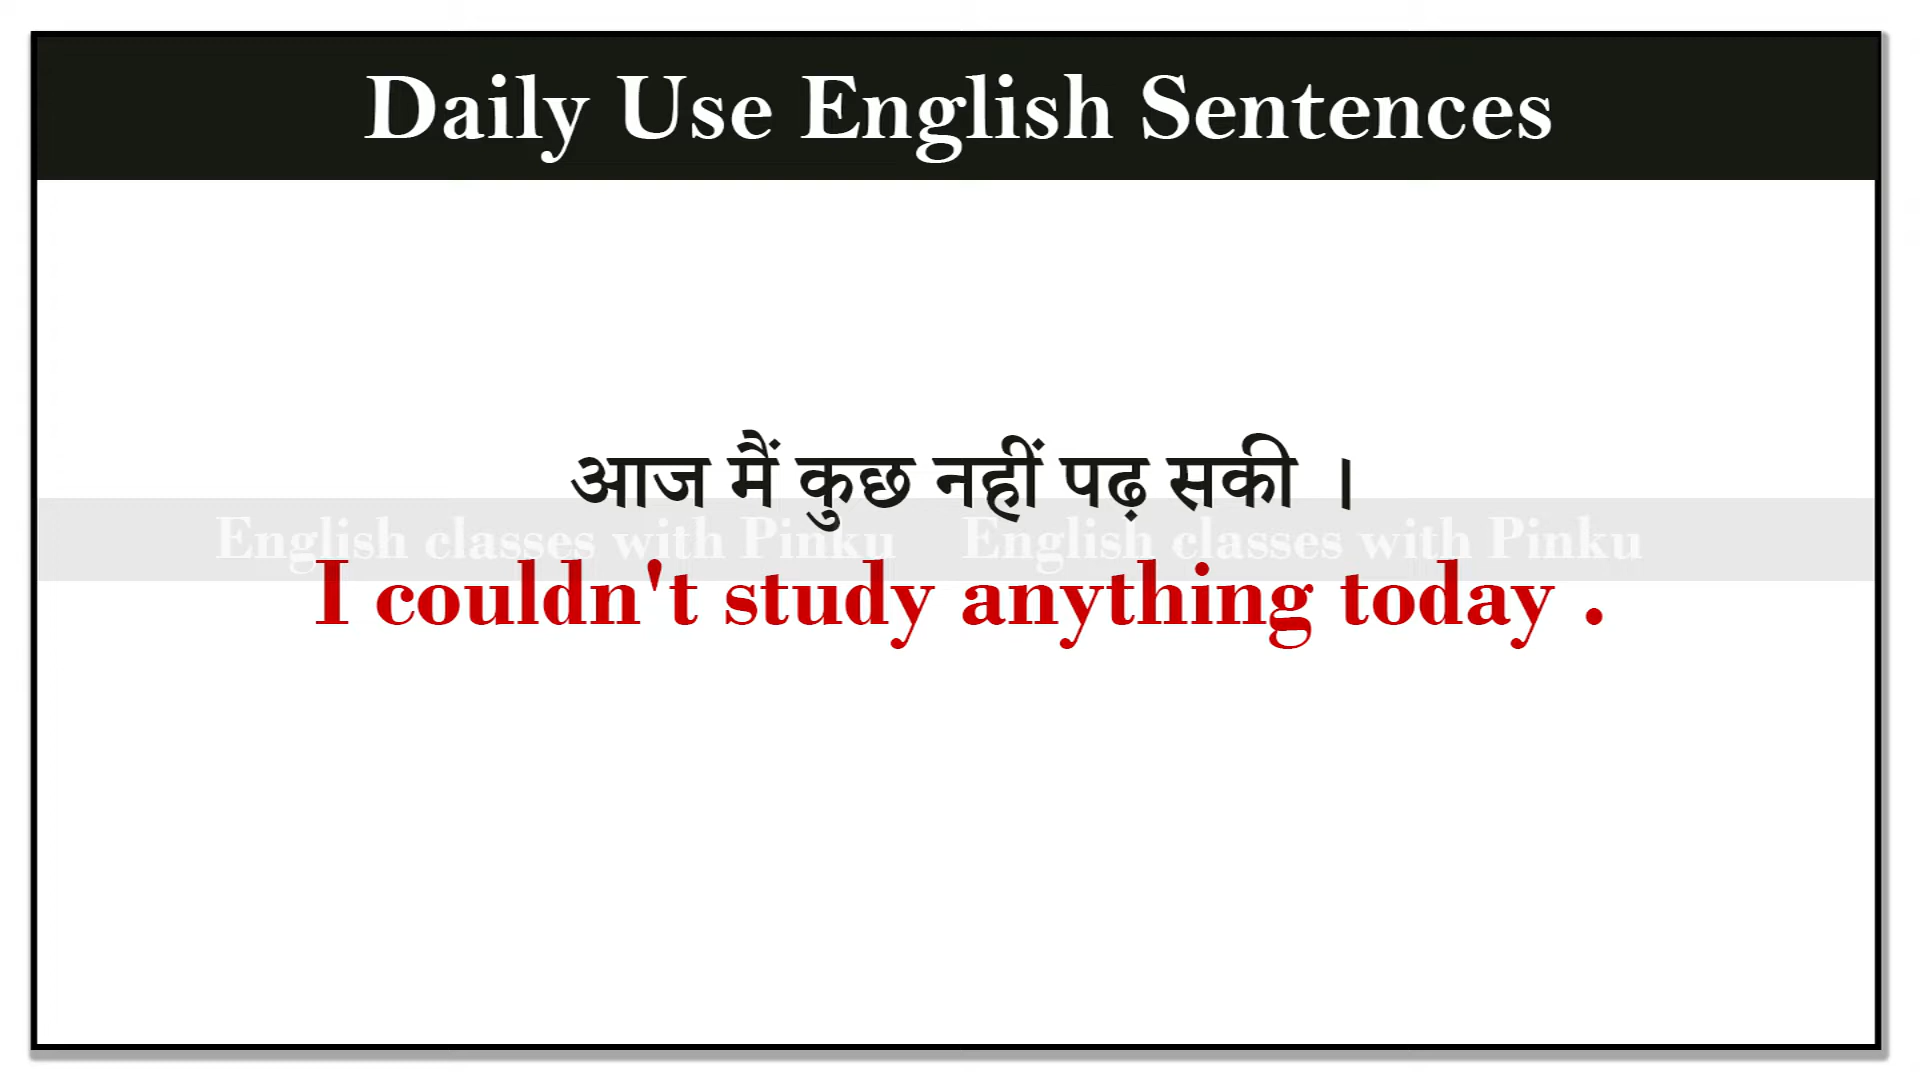 Daily Use English Sentences
आज मैं कुछ नहीं पढ़ सकी ।
English classes with Pinku English classes with Pinku
I couldn't study anything today .